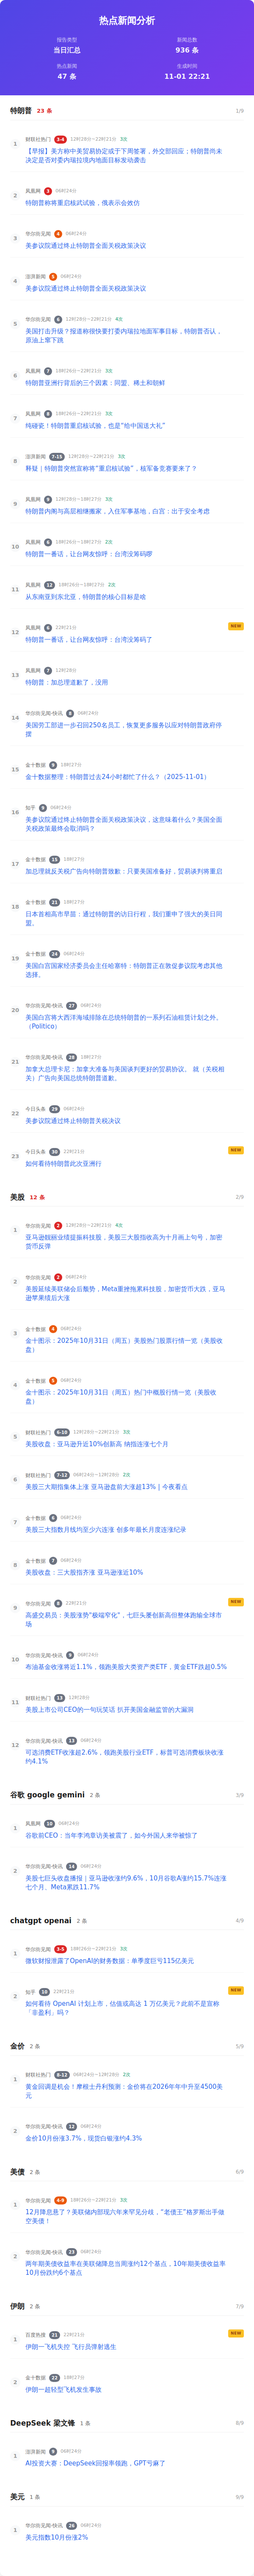 热点新闻分析
报告类型
新闻总数
当日汇总
936 条
热点新闻
生成时间
47 条
11-01 22:21
特朗普 23 条 1/9
1 财联社热门 3-4 12时28分~22时21分 3次
【早报】美方称中美贸易协定或于下周签署，外交部回应；特朗普尚未
决定是否对委内瑞拉境内地面目标发动袭击
2 凤凰网 3 06时24分
特朗普称将重启核武试验，俄表示会效仿
3 华尔街见闻 4 06时24分
美参议院通过终止特朗普全面关税政策决议
4 澎湃新闻 5 06时24分
美参议院通过终止特朗普全面关税政策决议
5 华尔街见闻 6 12时28分~22时21分 4次
美国打击升级？报道称很快要打委内瑞拉地面军事目标，特朗普否认，
原油上窜下跳
6 凤凰网 7 18时26分~22时21分 3次
特朗普亚洲行背后的三个因素：同盟、稀土和朝鲜
7 凤凰网 8 18时26分~22时21分 3次
纯碰瓷！特朗普重启核试验，也是“给中国送大礼”
8 澎湃新闻 7-15 12时28分~22时21分 3次
释疑｜特朗普突然宣称将“重启核试验”，核军备竞赛要来了？
9 凤凰网 9 12时28分~18时27分 3次
特朗普内阁与高层相继搬家，入住军事基地，白宫：出于安全考虑
10 凤凰网 6 18时26分~18时27分 2次
特朗普一番话，让台网友惊呼：台湾没筹码啰
11 凤凰网 12 18时26分~18时27分 2次
从东南亚到东北亚，特朗普的核心目标是啥
12 凤凰网 6 22时21分 NEW
特朗普一番话，让台网友惊呼：台湾没筹码了
13 凤凰网 7 12时28分
特朗普：加总理道歉了，没用
14 华尔街见闻-快讯 8 06时24分
美国劳工部进一步召回250名员工，恢复更多服务以应对特朗普政府停
摆
15 金十数据 9 18时27分
金十数据整理：特朗普过去24小时都忙了什么？（2025-11-01）
16 知乎 9 06时24分
美参议院通过终止特朗普全面关税政策决议，这意味着什么？美国全面
关税政策最终会取消吗？
17 金十数据 15 18时27分
加总理就反关税广告向特朗普致歉：只要美国准备好，贸易谈判将重启
18 金十数据 21 18时27分
日本首相高市早苗：通过特朗普的访日行程，我们重申了强大的美日同
盟。
19 金十数据 24 06时24分
美国白宫国家经济委员会主任哈塞特：特朗普正在敦促参议院考虑其他
选择。
20 华尔街见闻-快讯 27 06时24分
美国白宫将大西洋海域排除在总统特朗普的一系列石油租赁计划之外。
（Politico）
21 华尔街见闻-快讯 28 18时27分
加拿大总理卡尼：加拿大准备与美国谈判更好的贸易协议。 就（关税相
关）广告向美国总统特朗普道歉。
22 今日头条 29 06时24分
美参议院通过终止特朗普关税决议
23 今日头条 30 22时21分 NEW
如何看待特朗普此次亚洲行
美股 12 条 2/9
1 华尔街见闻 2 12时28分~22时21分 4次
亚马逊靓丽业绩提振科技股，美股三大股指收高为十月画上句号，加密
货币反弹
2 华尔街见闻 2 06时24分
美股延续美联储会后颓势，Meta重挫拖累科技股，加密货币大跌，亚马
逊苹果绩后大涨
3 金十数据 4 06时24分
金十图示：2025年10月31日（周五）美股热门股票行情一览（美股收
盘）
4 金十数据 5 06时24分
金十图示：2025年10月31日（周五）热门中概股行情一览（美股收
盘）
5 财联社热门 6-10 12时28分~22时21分 3次
美股收盘：亚马逊升近10%创新高 纳指连涨七个月
6 财联社热门 7-12 06时24分~12时28分 2次
美股三大期指集体上涨 亚马逊盘前大涨超13%｜今夜看点
7 金十数据 6 06时24分
美股三大指数月线均至少六连涨 创多年最长月度连涨纪录
8 金十数据 7 06时24分
美股收盘：三大股指齐涨 亚马逊涨近10%
9 华尔街见闻 8 22时21分 NEW
高盛交易员：美股涨势“极端窄化”，七巨头屡创新高但整体跑输全球市
场
10 华尔街见闻-快讯 9 06时24分
布油基金收涨将近1.1%，领跑美股大类资产类ETF，黄金ETF跌超0.5%
11 财联社热门 13 12时28分
美股上市公司CEO的一句玩笑话 扒开美国金融监管的大漏洞
12 华尔街见闻-快讯 13 06时24分
可选消费ETF收涨超2.6%，领跑美股行业ETF，标普可选消费板块收涨
约4.1%
谷歌 google gemini 2 条 3/9
1 凤凰网 10 06时24分
谷歌前CEO：当年李鸿章访美被震了，如今外国人来华被惊了
2 华尔街见闻-快讯 14 06时24分
美股七巨头收盘播报｜亚马逊收涨约9.6%，10月谷歌A涨约15.7%连涨
七个月、Meta累跌11.7%
chatgpt openai 2 条 4/9
1 华尔街见闻 3-5 18时26分~22时21分 3次
微软财报泄露了OpenAI的财务数据：单季度巨亏115亿美元
2 知乎 10 22时21分 NEW
如何看待 OpenAI 计划上市，估值或高达 1 万亿美元？此前不是宣称
「非盈利」吗？
金价 2 条 5/9
1 财联社热门 8-12 06时24分~12时28分 2次
黄金回调是机会！摩根士丹利预测：金价将在2026年年中升至4500美
元
2 华尔街见闻-快讯 12 06时24分
金价10月份涨3.7%，现货白银涨约4.3%
美债 2 条 6/9
1 华尔街见闻 4-9 18时26分~22时21分 3次
12月降息悬了？美联储内部现六年未罕见分歧，“老债王”格罗斯出手做
空美债！
2 华尔街见闻-快讯 23 06时24分
两年期美债收益率在美联储降息当周涨约12个基点，10年期美债收益率
10月份跌约6个基点
伊朗 2 条 7/9
1 百度热搜 21 22时21分 NEW
伊朗一飞机失控 飞行员弹射逃生
2 金十数据 22 18时27分
伊朗一超轻型飞机发生事故
DeepSeek 梁文锋 1 条 8/9
1 澎湃新闻 9 06时24分
AI投资大赛：DeepSeek回报率领跑，GPT亏麻了
美元 1 条 9/9
1 华尔街见闻-快讯 26 06时24分
美元指数10月份涨2%